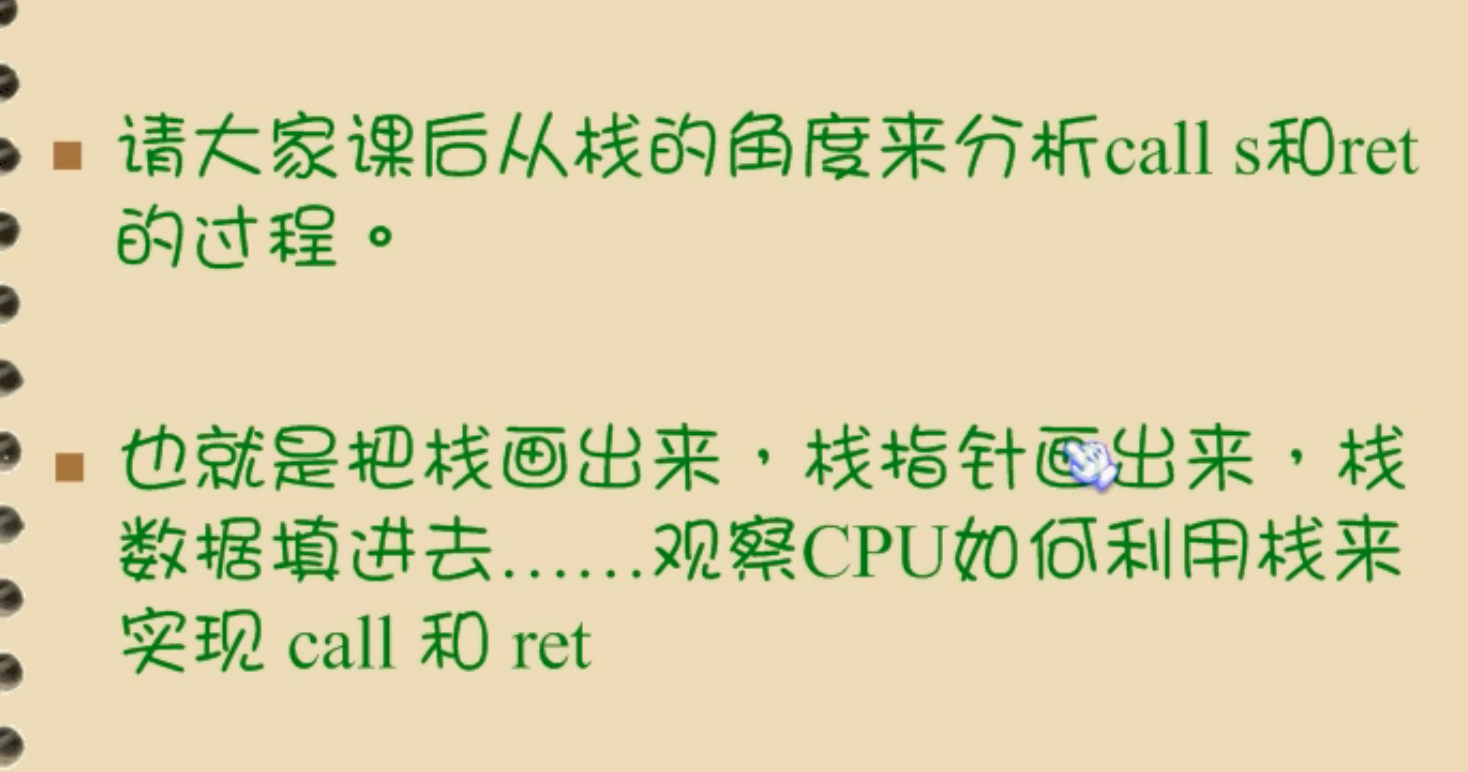 请大家课后从栈的角度来分析call s和ret
的过程。
也就是把栈画出来，栈指针画出来，栈
数据填进去……观察CPU如何利用栈来
实现 call 和 ret